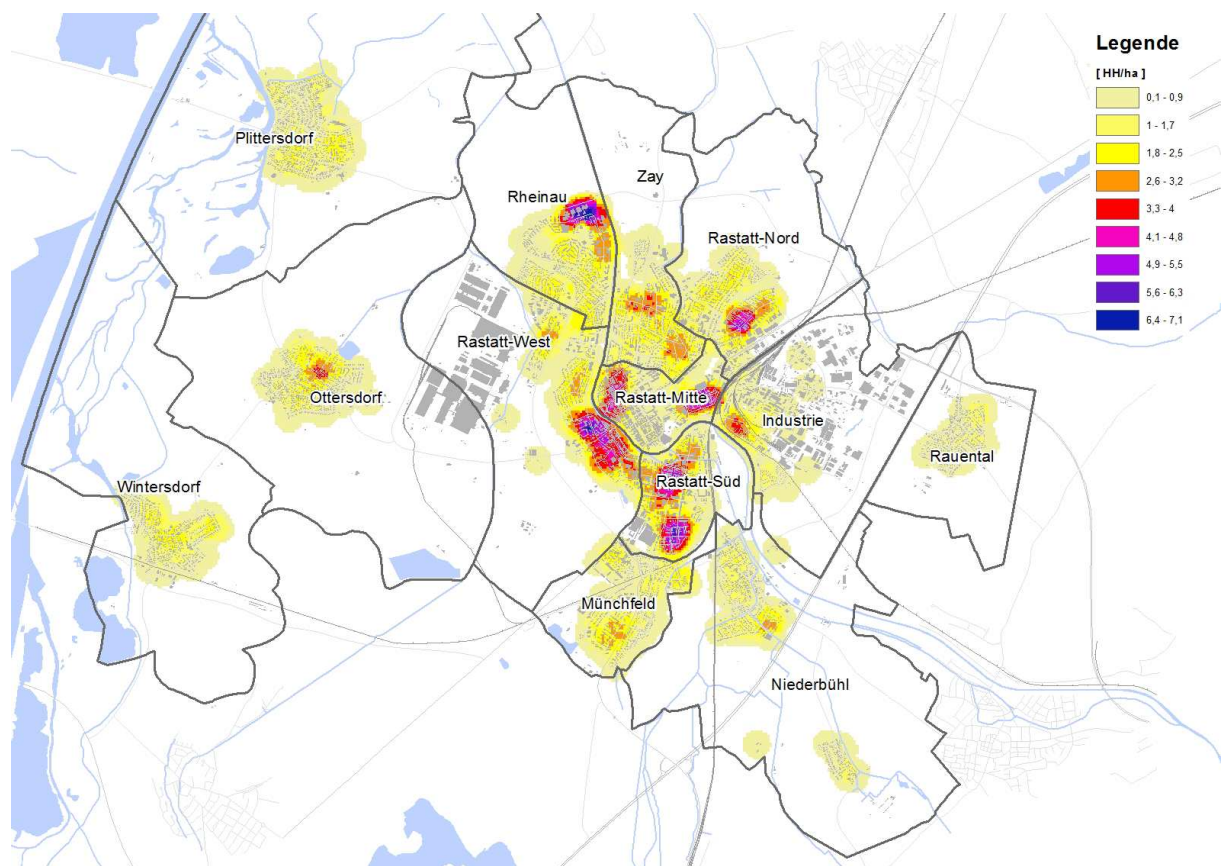 Legende
[ HH/ha ]
0,1 - 0,9
1 - 1,7
1,8 - 2,5
2,6 - 3,2
3,3 - 4
4,1 - 4,8
4,9 - 5,5
5,6 - 6,3
6,4 - 7,1
Plittersdorf
Zay
Rheinau
Rastatt-Nord
Rastatt-West
Ottersdorf
Rastatt-Mitte
Industrie
Rauental
Wintersdorf
Rastatt-Süd
Münchfeld
Niederbühl